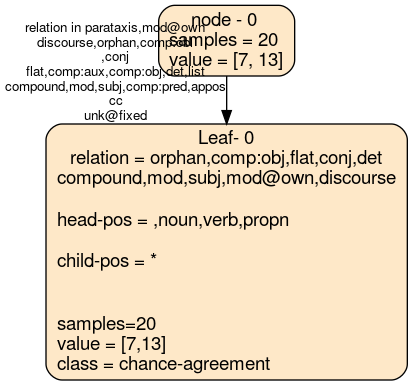 node - 0
samples = 20
value = [7, 13]
relation in parataxis,mod@own
discourse,orphan,comp:obl
,conj
flat,comp:aux,comp:obj,det,list
compound,mod,subj,comp:pred,appos
cc
unk@fixed
Leaf- 0
relation = orphan,comp:obj,flat,conj,det
compound,mod,subj,mod@own,discourse
head-pos = ,noun,verb,propn
child-pos = *
samples=20
value = [7,13]
class = chance-agreement